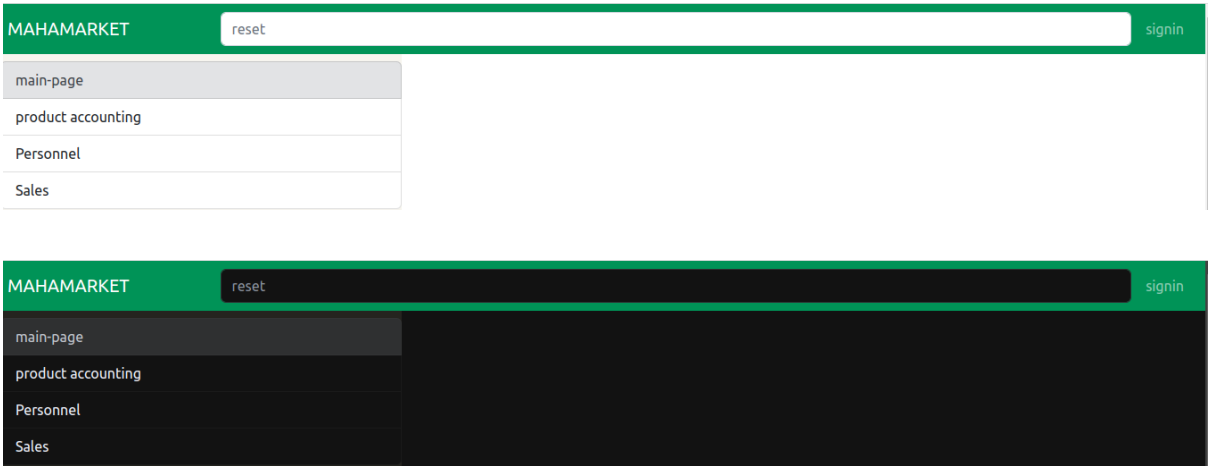 MAHAMARKET reset signin
main-page
product accounting
Personnel
Sales
MAHAMARKET reset signin
main-page
product accounting
Personnel
Sales